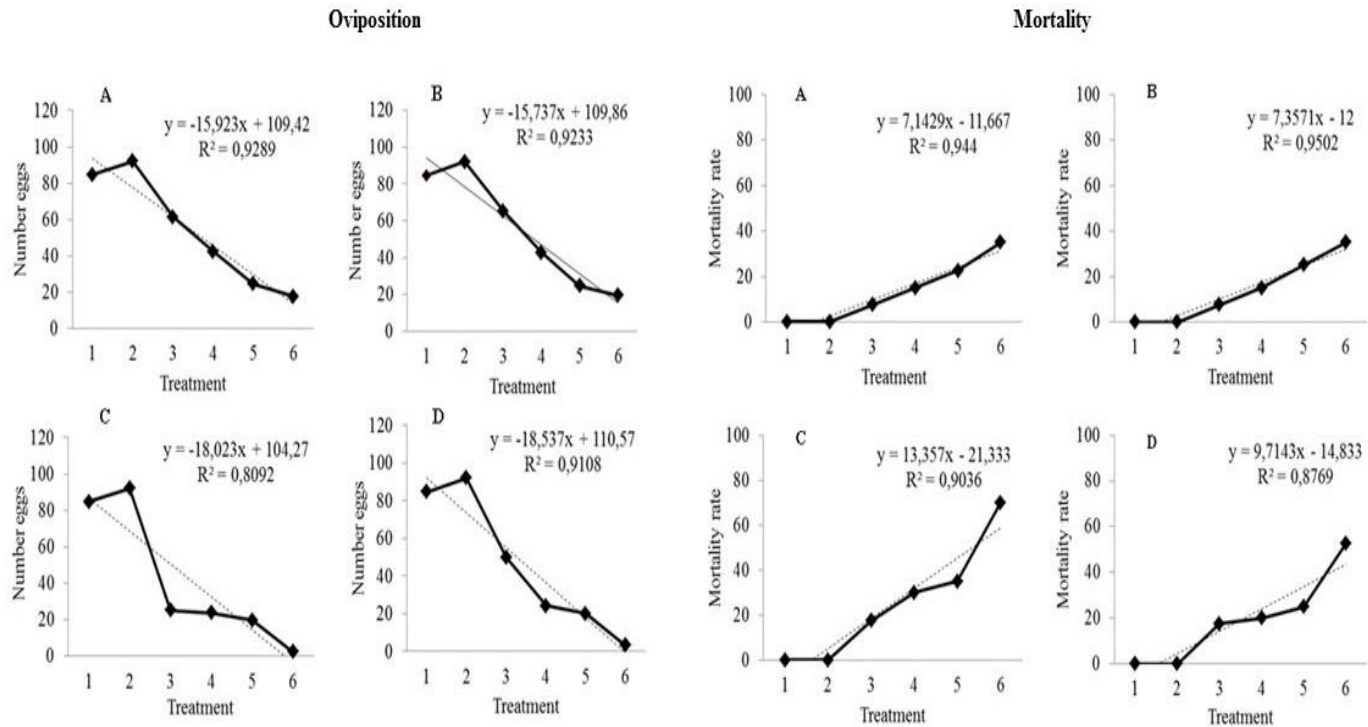 Oviposition
Mortality
A
y = -15,923x + 109,42
R² = 0,9289
Number eggs
120
100
80
60
40
20
0
1 2 3 4 5 6
Treatment
B
y = -15,737x + 109,86
R² = 0,9233
Numb er eggs
120
100
80
60
40
20
0
1 2 3 4 5 6
Treatment
A
y = 7,1429x - 11,667
R² = 0,944
Mortality rate
100
80
60
40
20
0
1 2 3 4 5 6
Treatment
B
y = 7,3571x - 12
R² = 0,9502
Mortality rate
100
80
60
40
20
0
1 2 3 4 5 6
Treatment
C
y = -18,023x + 104,27
R² = 0,8092
Number eggs
120
100
80
60
40
20
0
1 2 3 4 5 6
Treatment
D
y = -18,537x + 110,57
R² = 0,9108
Number eggs
120
100
80
60
40
20
0
1 2 3 4 5 6
Treatment
C
y = 13,357x - 21,333
R² = 0,9036
Mortality rate
100
80
60
40
20
0
1 2 3 4 5 6
Treatment
D
y = 9,7143x - 14,833
R² = 0,8769
Mortality rate
100
80
60
40
20
0
1 2 3 4 5 6
Treatment